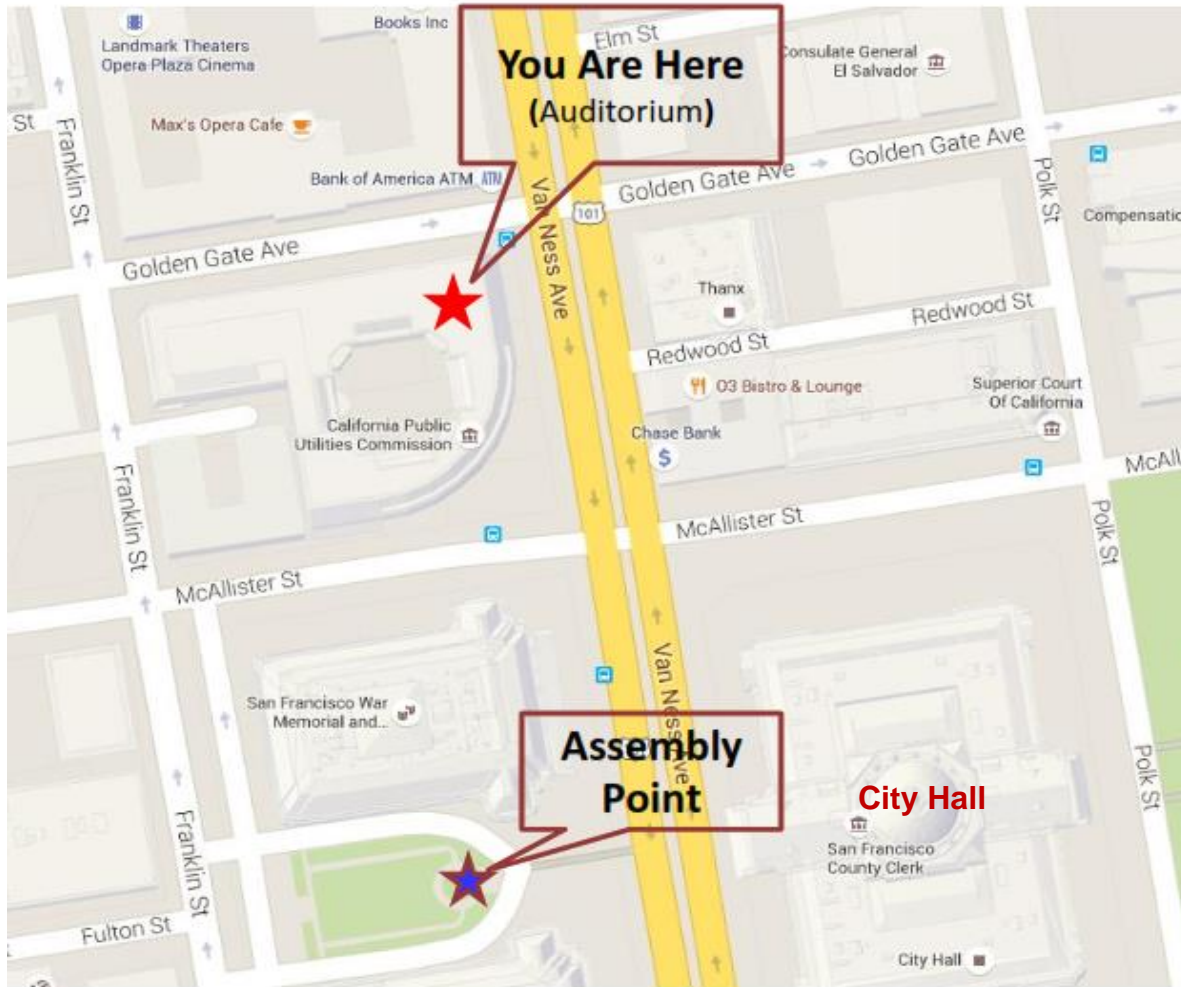 Books Inc
Landmark Theaters
Opera Plaza Cinema
Elm St
You Are Here
(Auditorium)
Consulate General
El Salvador
St
Franklin St
Max's Opera Cafe
Bank of America ATM
ATM
Golden Gate Ave
Golden Gate Ave
Golden Gate Ave
Polk St
Compensatio
101
Van Ness Ave
Thanx
Redwood St
Redwood St
O3 Bistro & Lounge
Superior Court
Of California
California Public
Utilities Commission
Chase Bank
$
McAll
Franklin St
McAllister St
Polk St
McAllister St
Van Ness Ave
San Francisco War
Memorial and...
Assembly
Point
Polk St
City Hall
San Francisco
County Clerk
Franklin St
Fulton St
City Hall